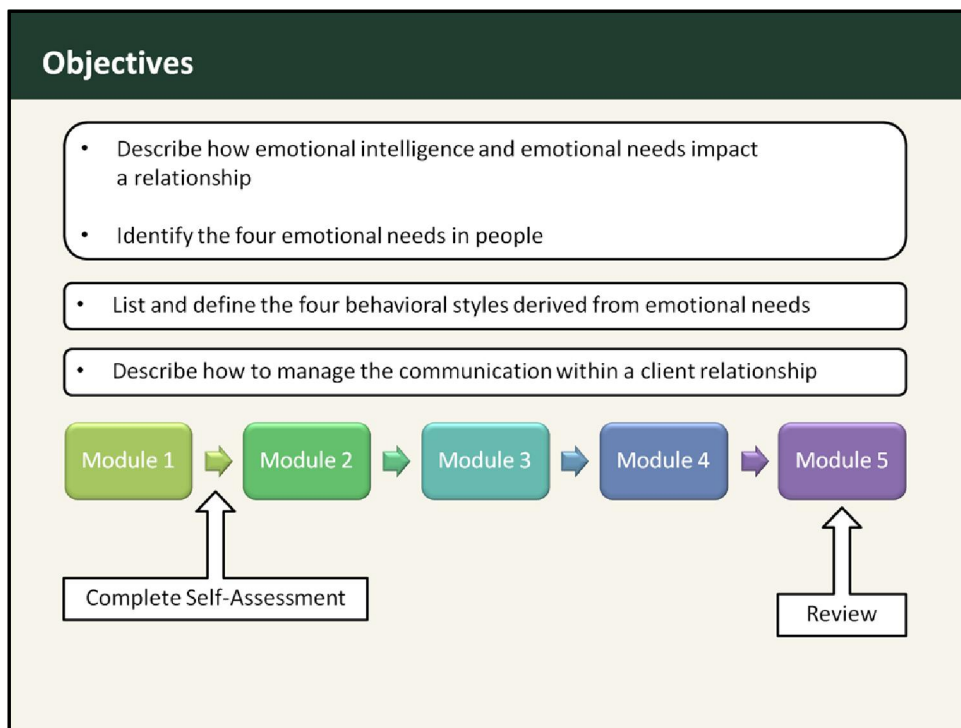 Objectives
• Describe how emotional intelligence and emotional needs impact
a relationship
• Identify the four emotional needs in people
• List and define the four behavioral styles derived from emotional needs
• Describe how to manage the communication within a client relationship
Module 1
Module 2
Module 3
Module 4
Module 5
Complete Self-Assessment
Review